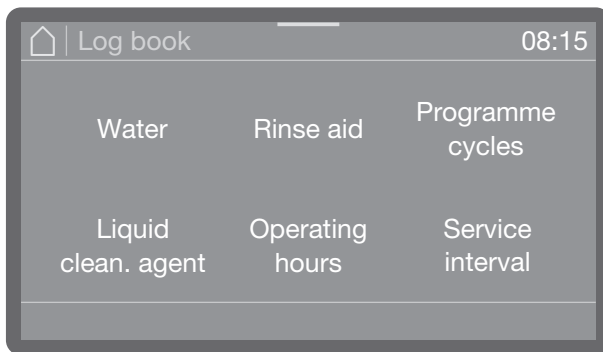 Log book 08:15
Water Rinse aid Programme
cycles
Liquid Operating Service
clean. agent hours interval